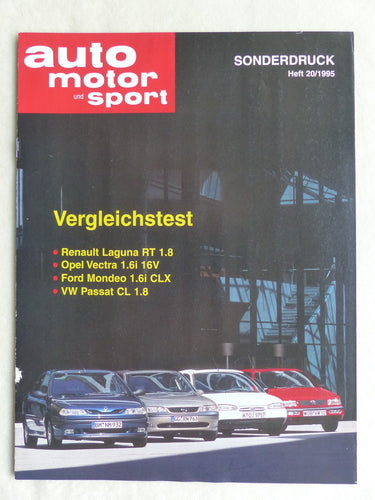 auto
motor
und sport
SONDERDRUCK
Heft 20/1995
Vergleichstest
Renault Laguna RT 1.8
Opel Vectra 1.6i 16V
Ford Mondeo 1.6i CLX
VW Passat CL 1.8